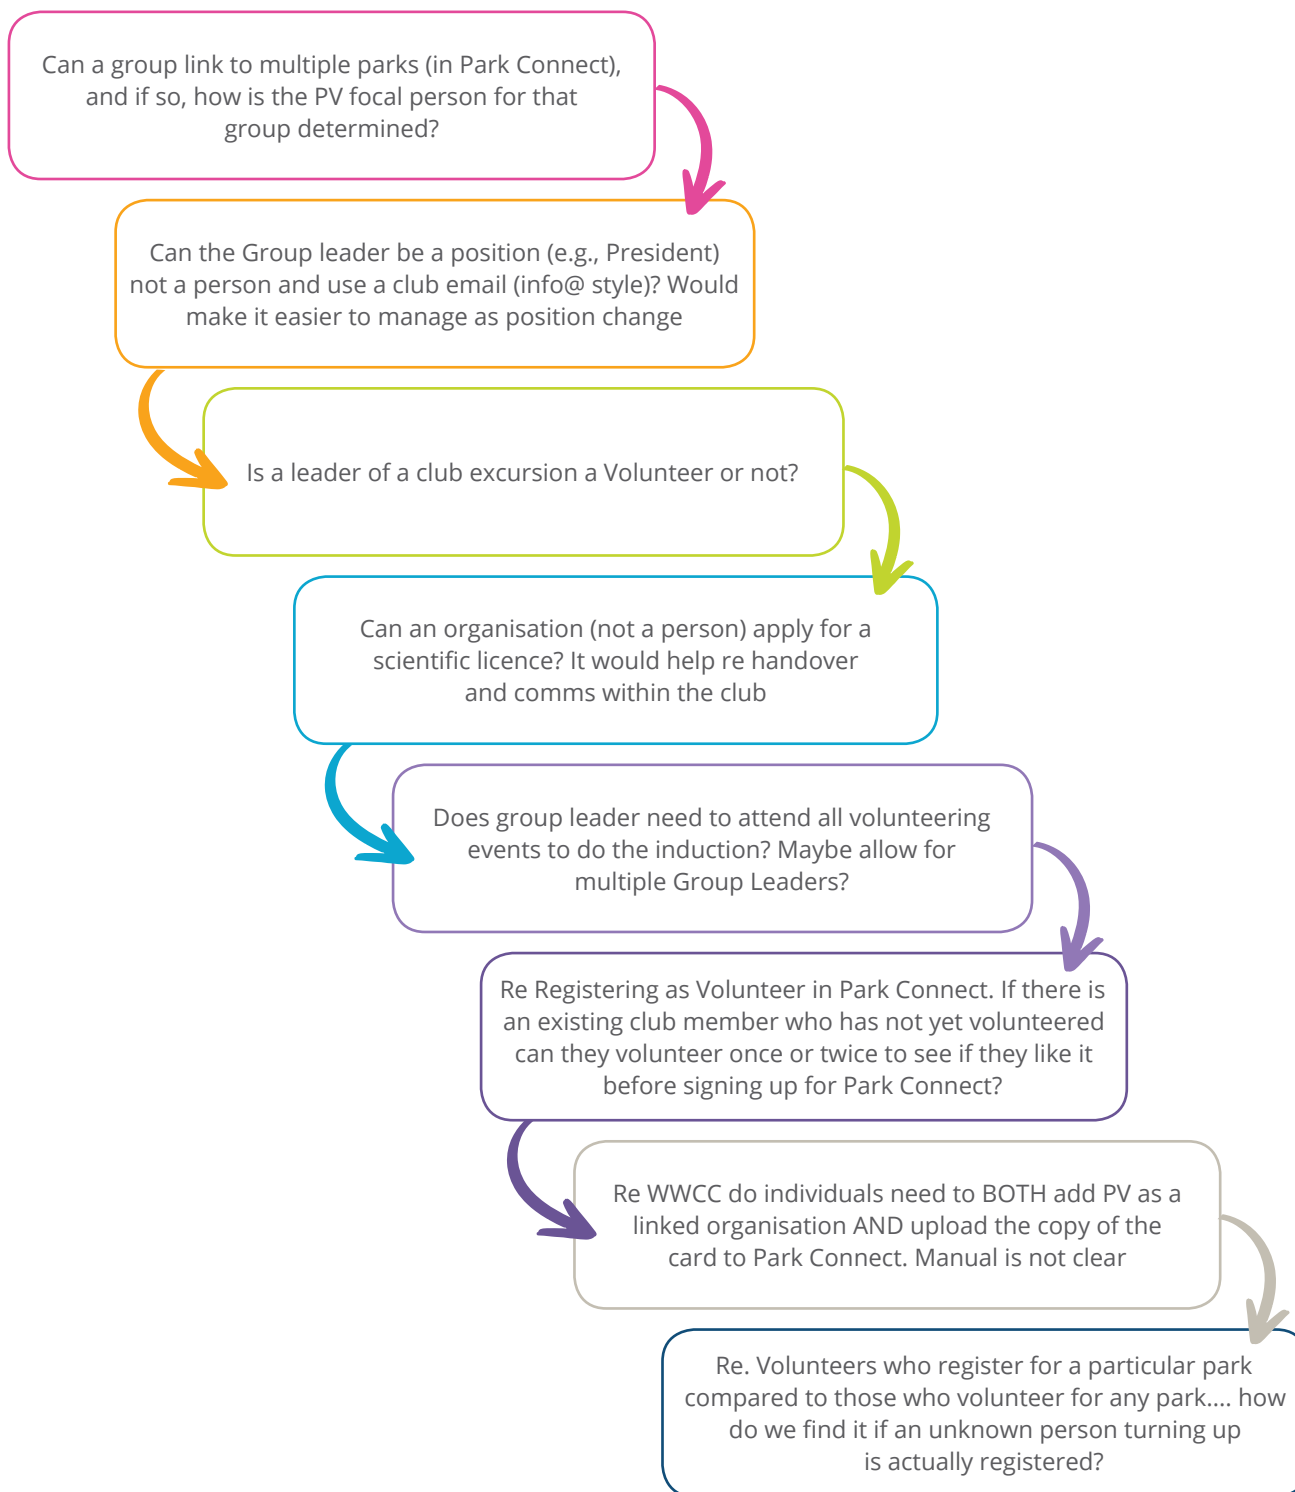 Can a group link to multiple parks (in Park Connect),
and if so, how is the PV focal person for that
group determined?
Can the Group leader be a position (e.g., President)
not a person and use a club email (info@ style)? Would
make it easier to manage as position change
Is a leader of a club excursion a Volunteer or not?
Can an organisation (not a person) apply for a
scientific licence? It would help re handover
and comms within the club
Does group leader need to attend all volunteering
events to do the induction? Maybe allow for
multiple Group Leaders?
Re Registering as Volunteer in Park Connect. If there is
an existing club member who has not yet volunteered
can they volunteer once or twice to see if they like it
before signing up for Park Connect?
Re WWCC do individuals need to BOTH add PV as a
linked organisation AND upload the copy of the
card to Park Connect. Manual is not clear
Re. Volunteers who register for a particular park
compared to those who volunteer for any park.... how
do we find it if an unknown person turning up
is actually registered?